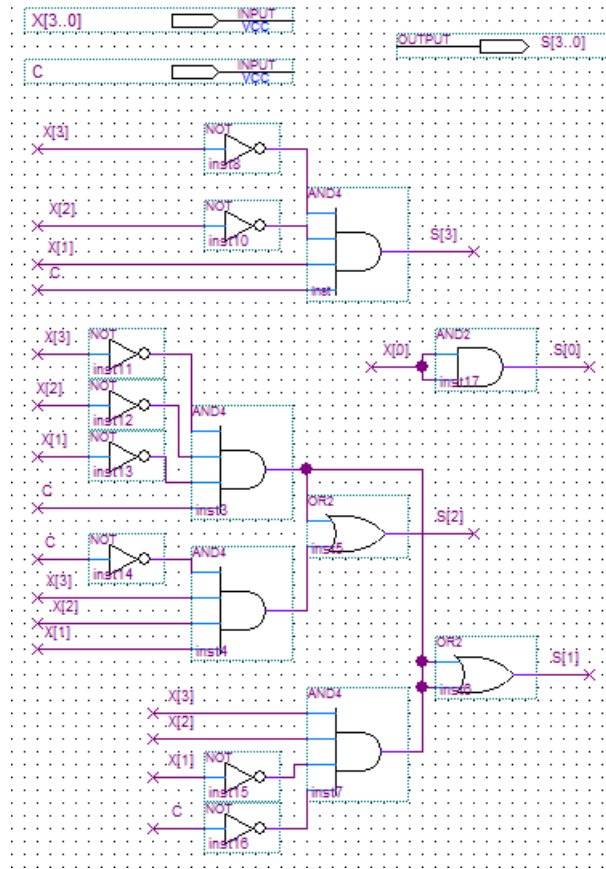 X[3..0]
INPUT
VCC
OUTPUT
S[3..0]
C
INPUT
VCC
X[3]
NOT
inst8
AND4
X[2]
NOT
inst10
S[3]
X[1]
C
inst
X[3]
NOT
inst11
X[0]
AND2
inst17
S[0]
X[2]
NOT
inst12
X[1]
NOT
inst13
AND4
C
inst3
OR2
inst5
S[2]
C
NOT
inst14
AND4
X[3]
X[2]
X[1]
inst4
OR2
inst6
S[1]
X[3]
AND4
X[2]
X[1]
NOT
inst15
inst7
C
NOT
inst16